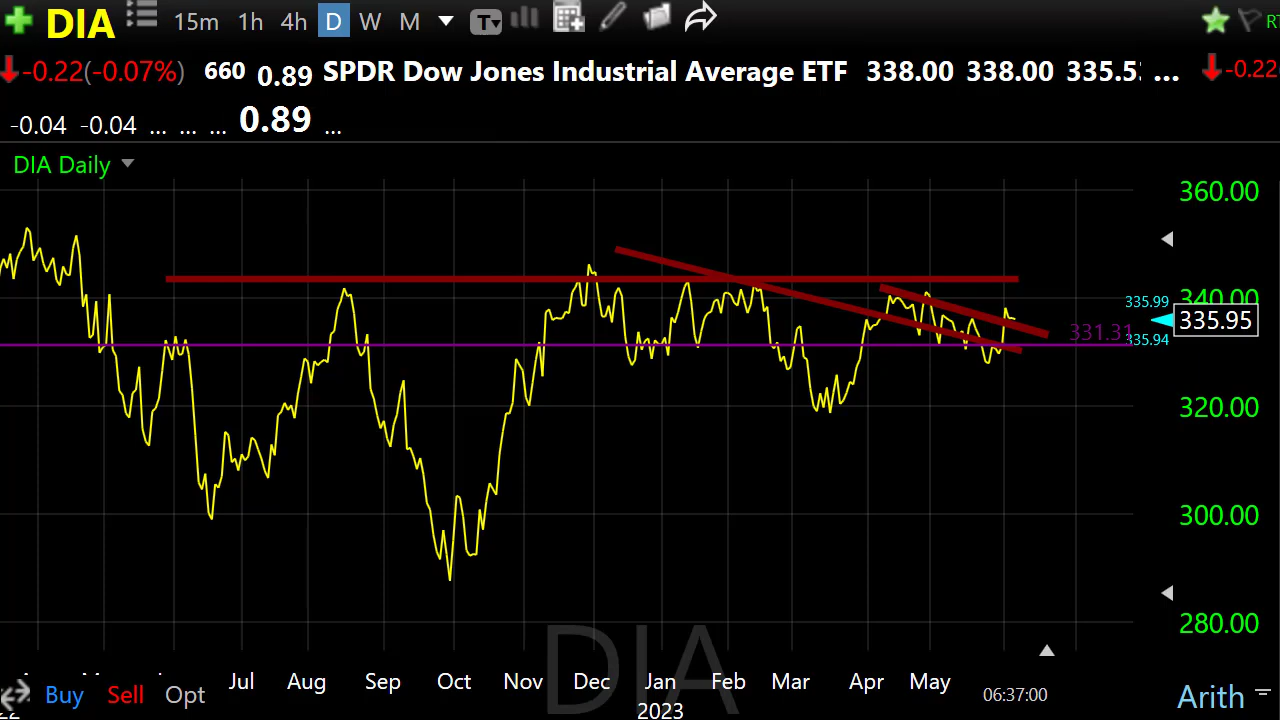 DIA 15m 1h 4h D W M T RT
-0.22(-0.07%) 660 0.89 SPDR Dow Jones Industrial Average ETF 338.00 338.00 ... -0.22
-0.04 -0.04 ... ... ... 0.89 ...
DIA Daily
360.00
340.00
335.99
335.95
331.31
335.94
320.00
300.00
280.00
DIA
Jul Aug Sep Oct Nov Dec Jan Feb Mar Apr May
Buy Sell Opt 06:37:00 Arith
2023